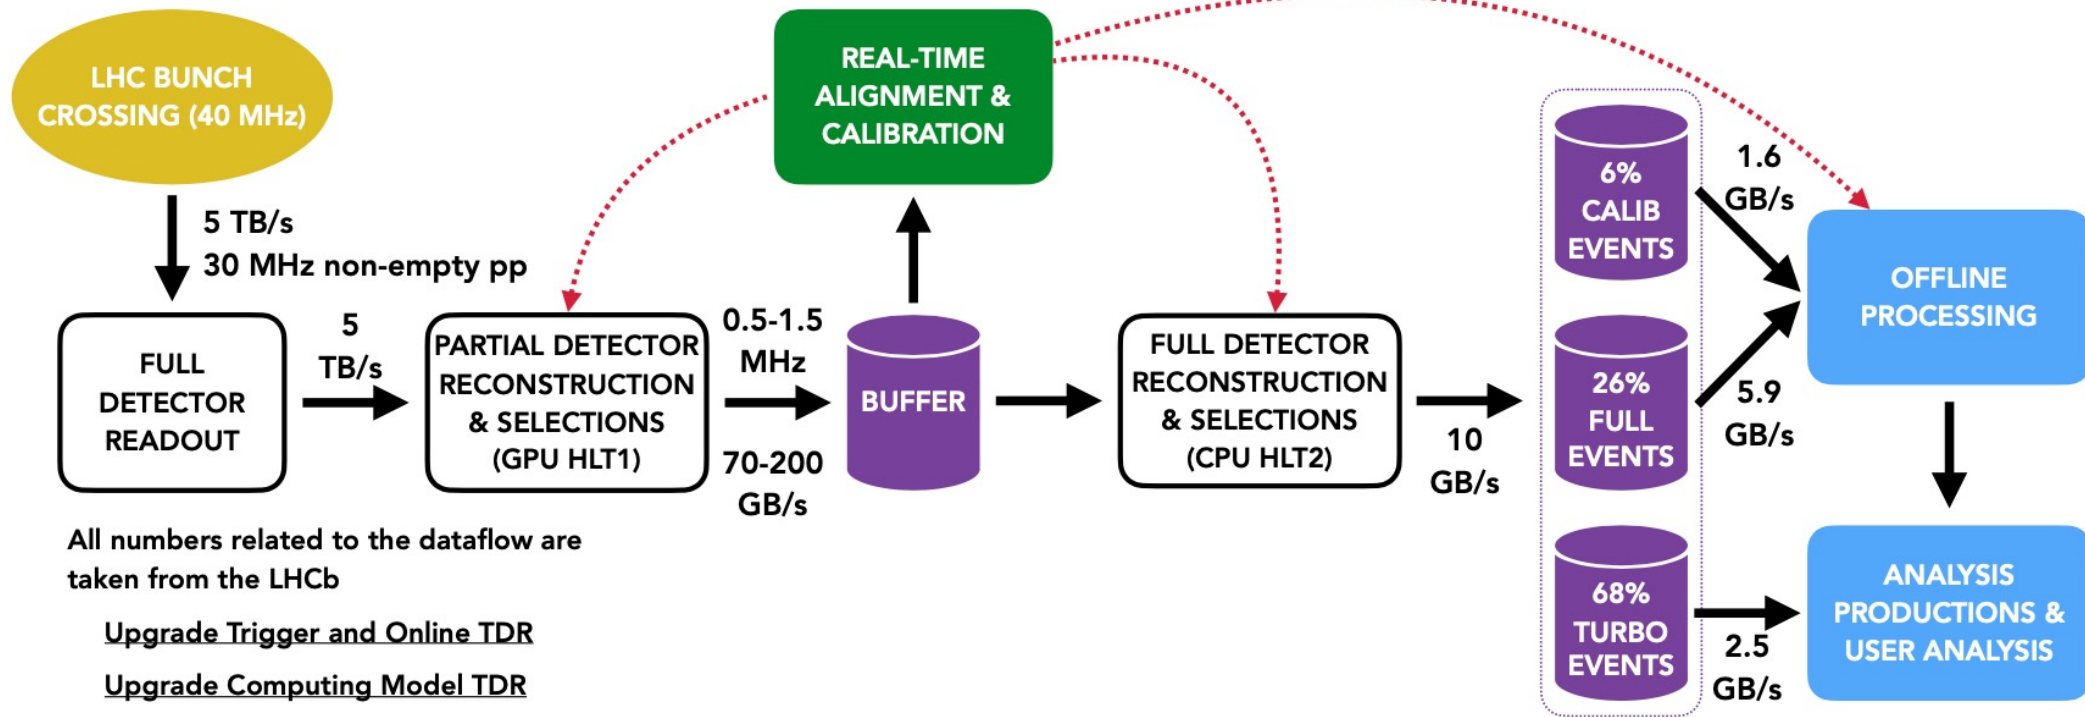 LHC BUNCH
CROSSING (40 MHz)
5 TB/s
30 MHz non-empty pp
FULL
DETECTOR
READOUT
5
TB/s
PARTIAL DETECTOR
RECONSTRUCTION
& SELECTIONS
(GPU HLT1)
0.5-1.5
MHz
70-200
GB/s
BUFFER
REAL-TIME
ALIGNMENT &
CALIBRATION
FULL DETECTOR
RECONSTRUCTION
& SELECTIONS
(CPU HLT2)
10
GB/s
6%
CALIB
EVENTS
1.6
GB/s
26%
FULL
EVENTS
5.9
GB/s
68%
TURBO
EVENTS
2.5
GB/s
OFFLINE
PROCESSING
ANALYSIS
PRODUCTIONS &
USER ANALYSIS
All numbers related to the dataflow are
taken from the LHCb
Upgrade Trigger and Online TDR
Upgrade Computing Model TDR